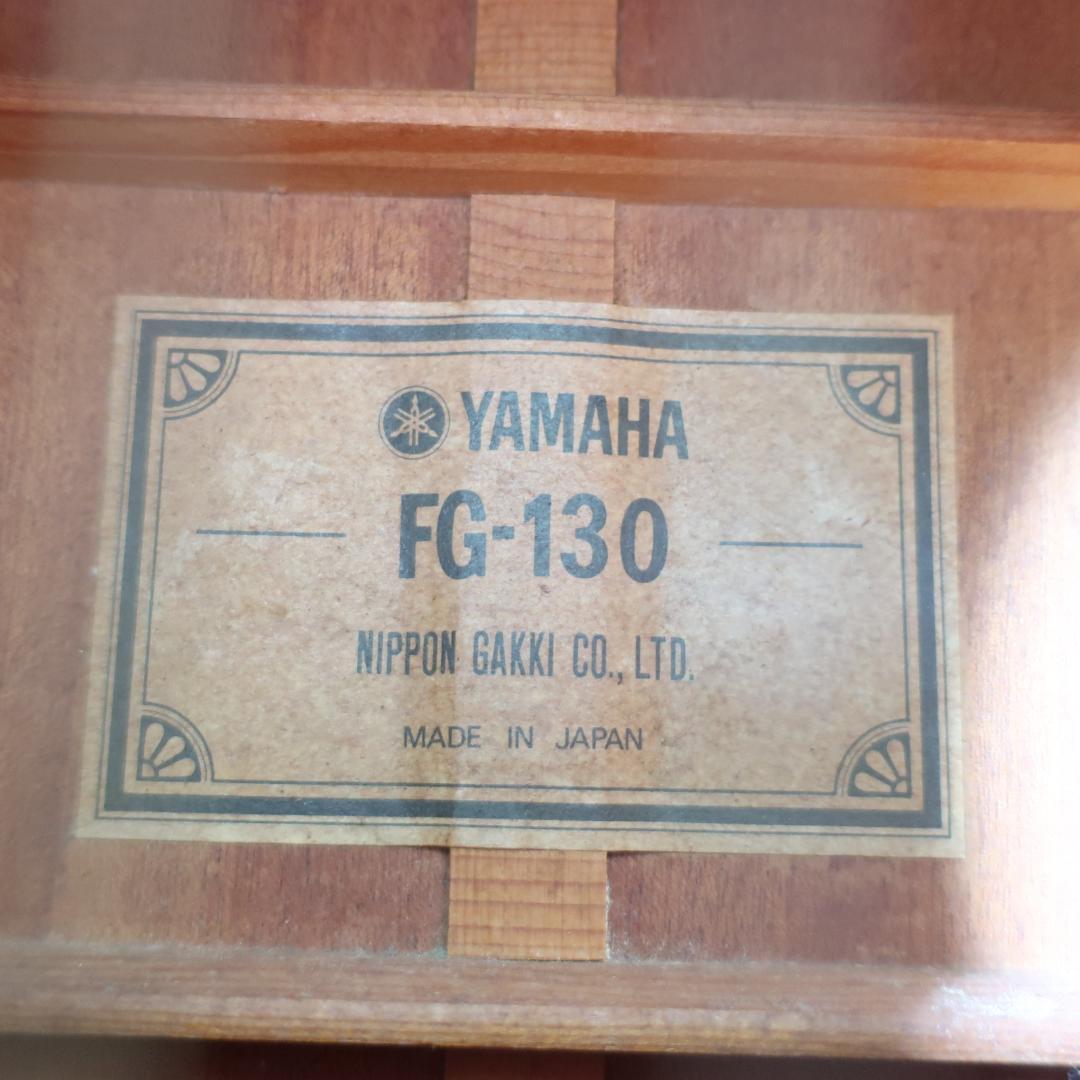 YAMAHA
FG-130
NIPPON GAKKI CO., LTD.
MADE IN JAPAN